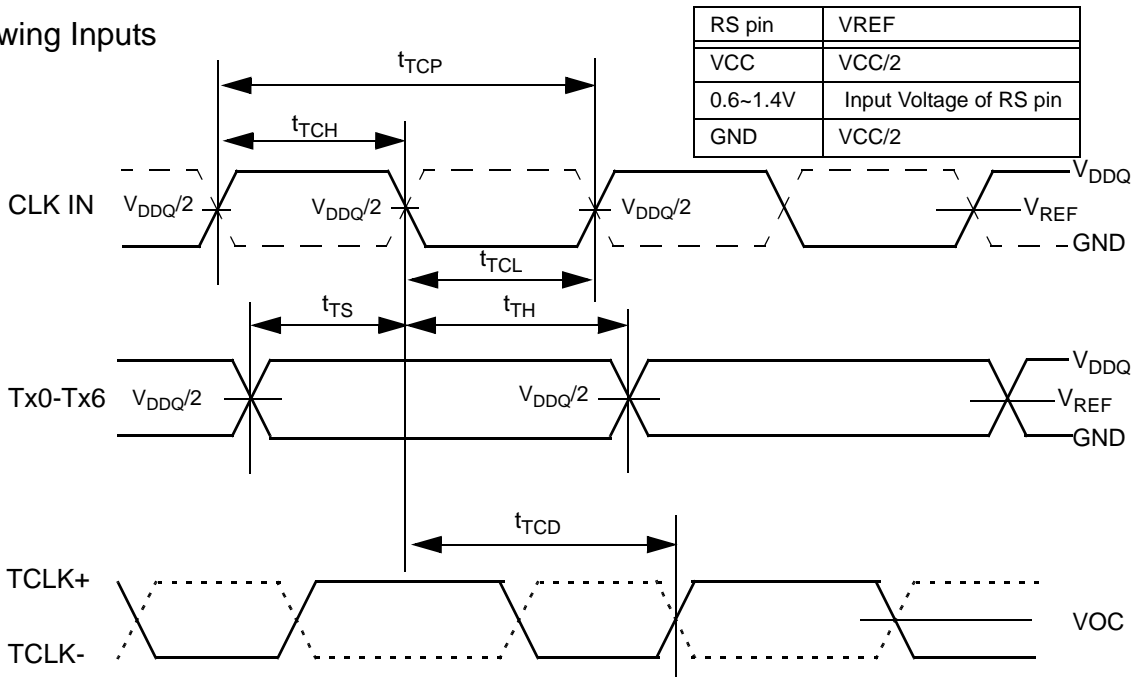 wing Inputs
RS pin VREF
VCC VCC/2
0.6~1.4V Input Voltage of RS pin
GND VCC/2
tTCP
tTCH
CLK IN VDDQ/2 VDDQ/2 VDDQ/2
VDDQ
VREF
GND
tTCL
tTS tTH
Tx0-Tx6 VDDQ/2 VDDQ/2
VDDQ
VREF
GND
tTCD
TCLK+
VOC
TCLK-